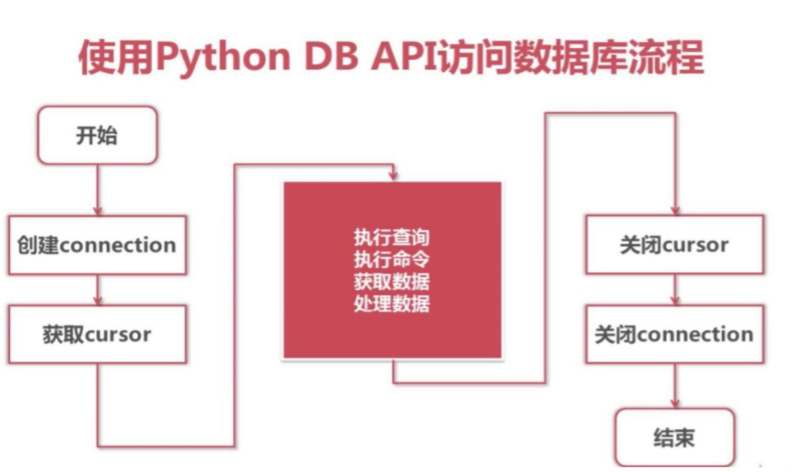 使用Python DB API访问数据库流程
开始
创建connection
获取cursor
执行查询
执行命令
获取数据
处理数据
关闭cursor
关闭connection
结束